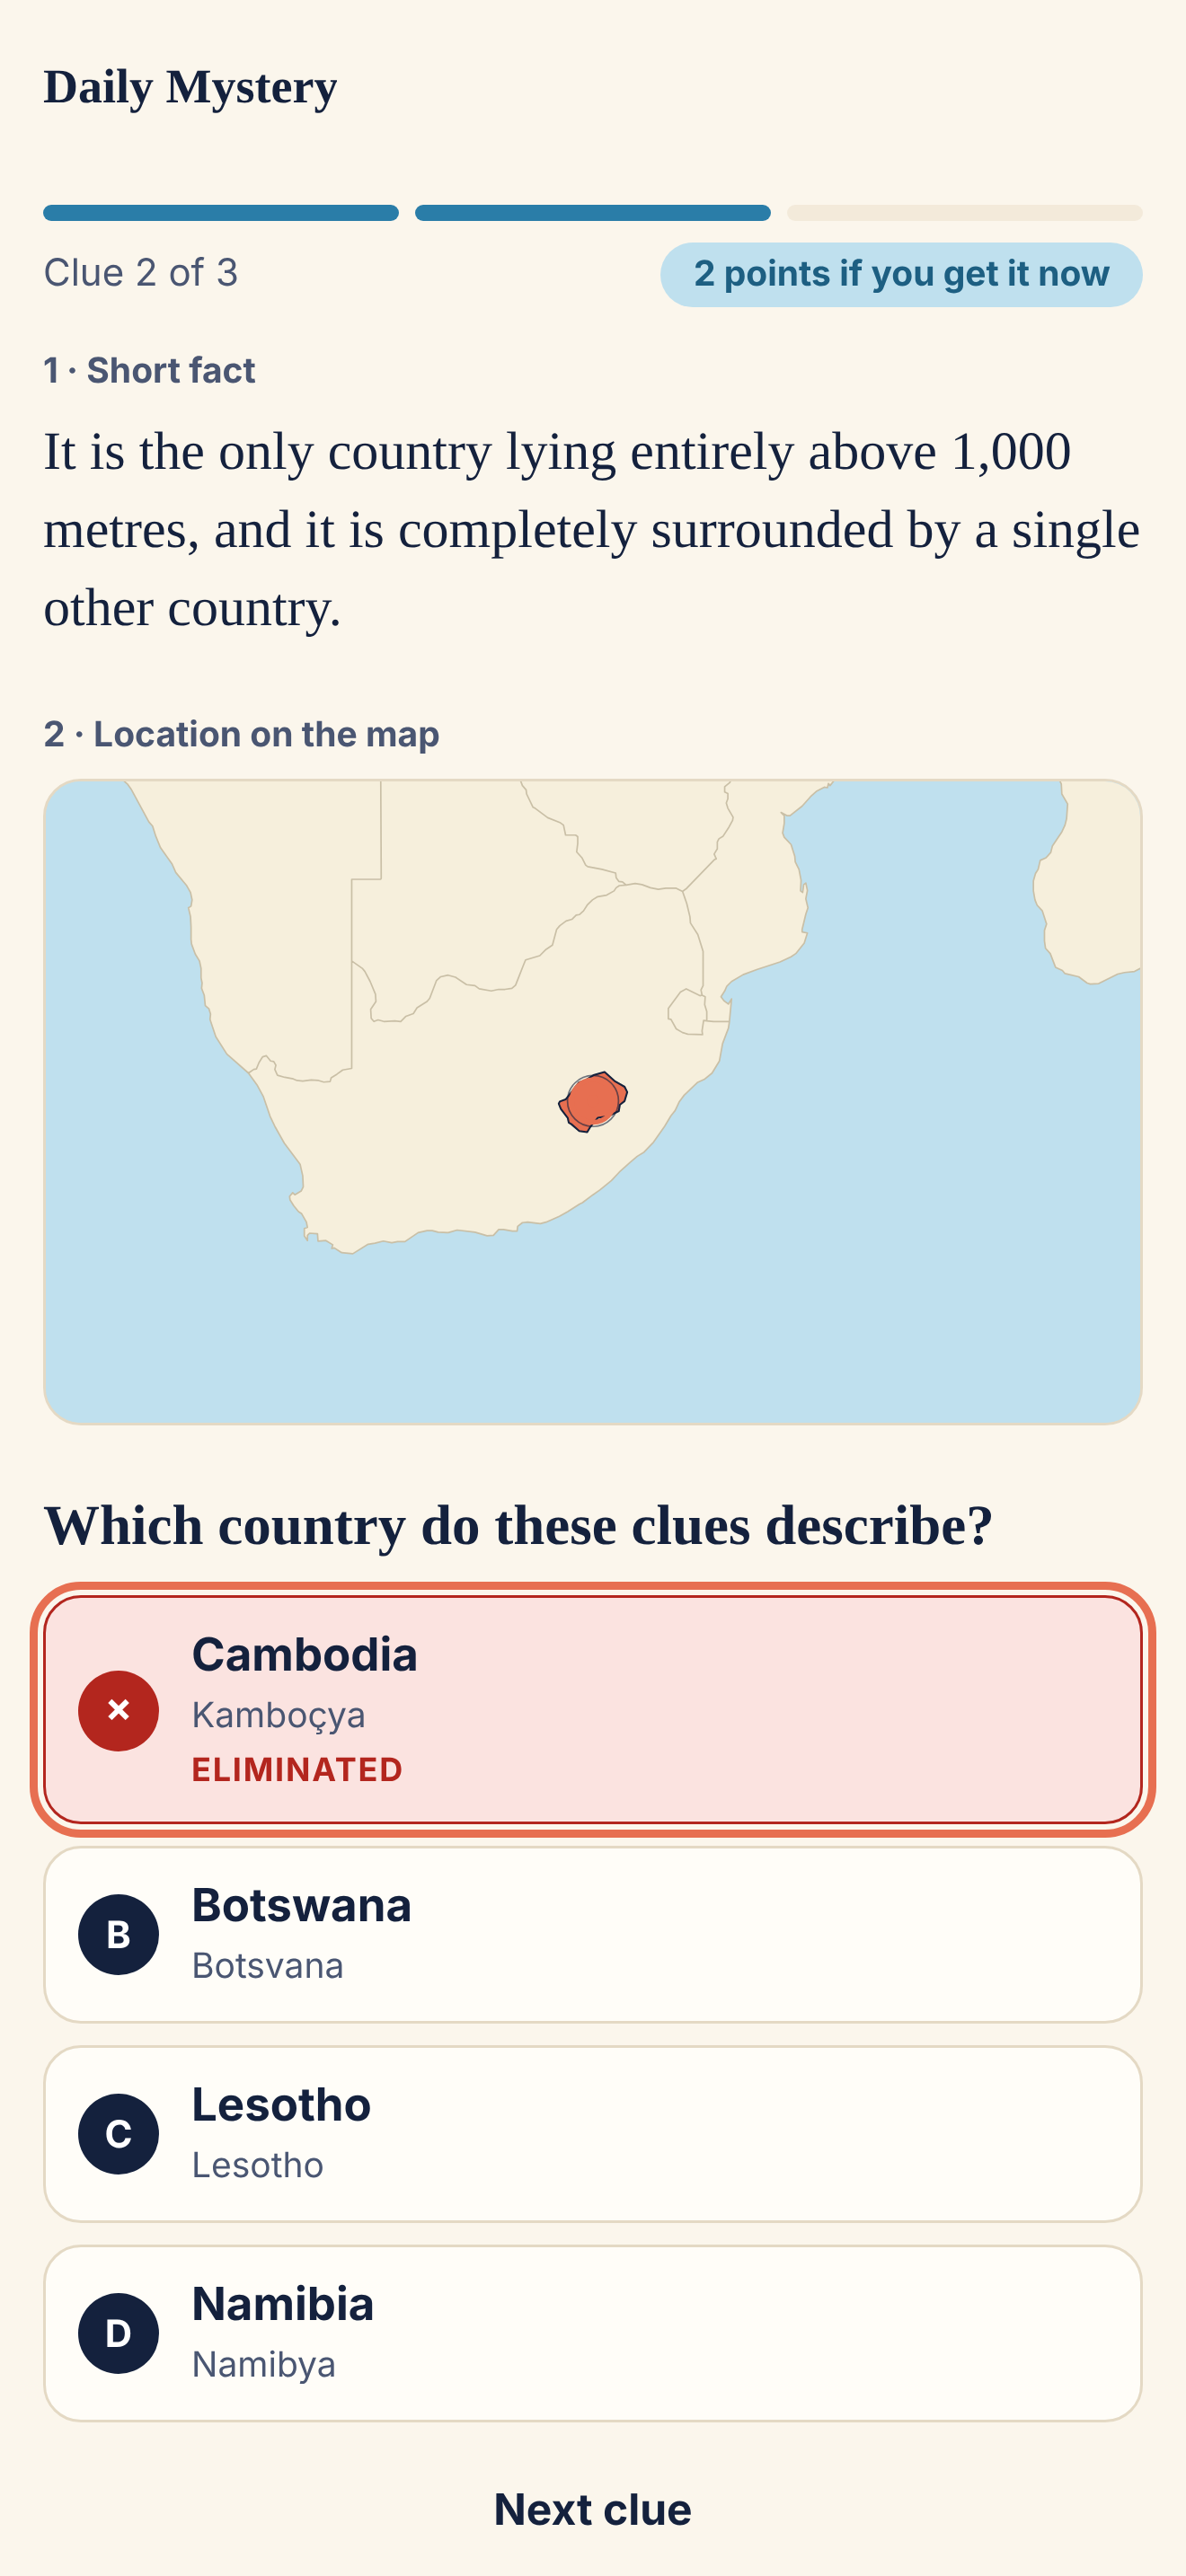 Daily Mystery
Clue 2 of 3
2 points if you get it now
1 · Short fact
It is the only country lying entirely above 1,000
metres, and it is completely surrounded by a single
other country.
2 · Location on the map
Which country do these clues describe?
×
Cambodia
Kamboçya
ELIMINATED
B
Botswana
Botsvana
C
Lesotho
Lesotho
D
Namibia
Namibya
Next clue